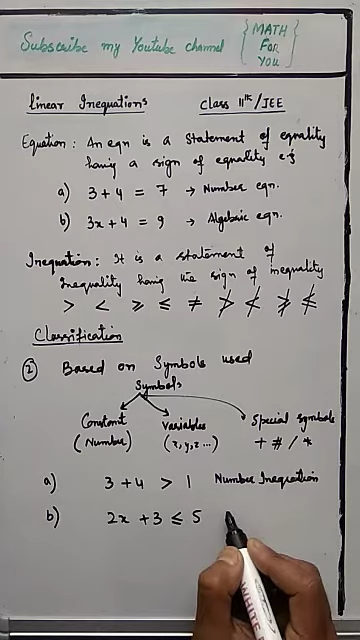 Subscribe my Youtube channel { MATH FOR YOU }
Linear Inequations Class 11th/JEE
Equation: An eqn is a Statement of equality
having a sign of equality eg
a) 3 + 4 = 7 → Number eqn.
b) 3x + 4 = 9 → Algebraic eqn.
Inequation: It is a statement of
inequality having the sign of inequality
> < ≥ ≤ ≠ ≯ ≮ ≱ ≰
Classification
② Based on Symbols used
Symbols
Constant Variables Special symbols
(Number) (x, y, z ...) + # / *
a) 3 + 4 > 1 Number Inequation
b) 2x + 3 ≤ 5
WHITE